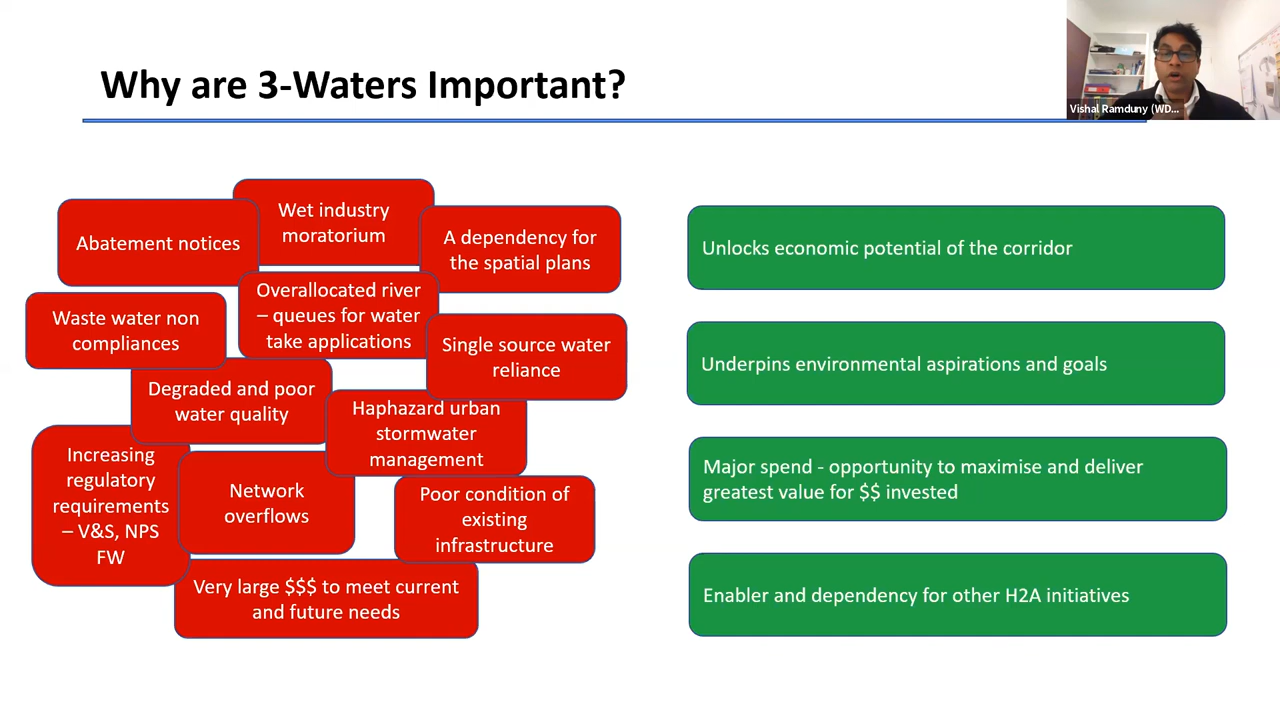 Why are 3-Waters Important?
Vishal Ramduny (WD...
Wet industry
moratorium
Abatement notices
A dependency for
the spatial plans
Overallocated river
– queues for water
take applications
Waste water non
compliances
Single source water
reliance
Degraded and poor
water quality
Haphazard urban
stormwater
management
Increasing
regulatory
requirements
– V&S, NPS
FW
Network
overflows
Poor condition of
existing
infrastructure
Very large $$$ to meet current
and future needs
Unlocks economic potential of the corridor
Underpins environmental aspirations and goals
Major spend - opportunity to maximise and deliver
greatest value for $$ invested
Enabler and dependency for other H2A initiatives